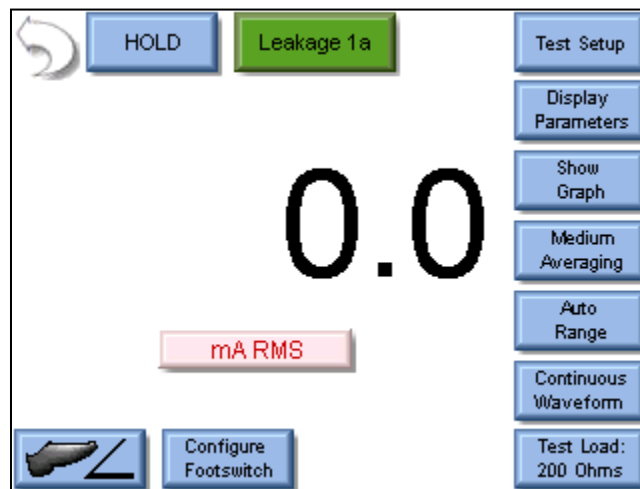 HOLD
Leakage 1a
Test Setup
Display
Parameters
Show
Graph
0.0
Medium
Averaging
Auto
Range
mA RMS
Continuous
Waveform
Configure
Footswitch
Test Load:
200 Ohms